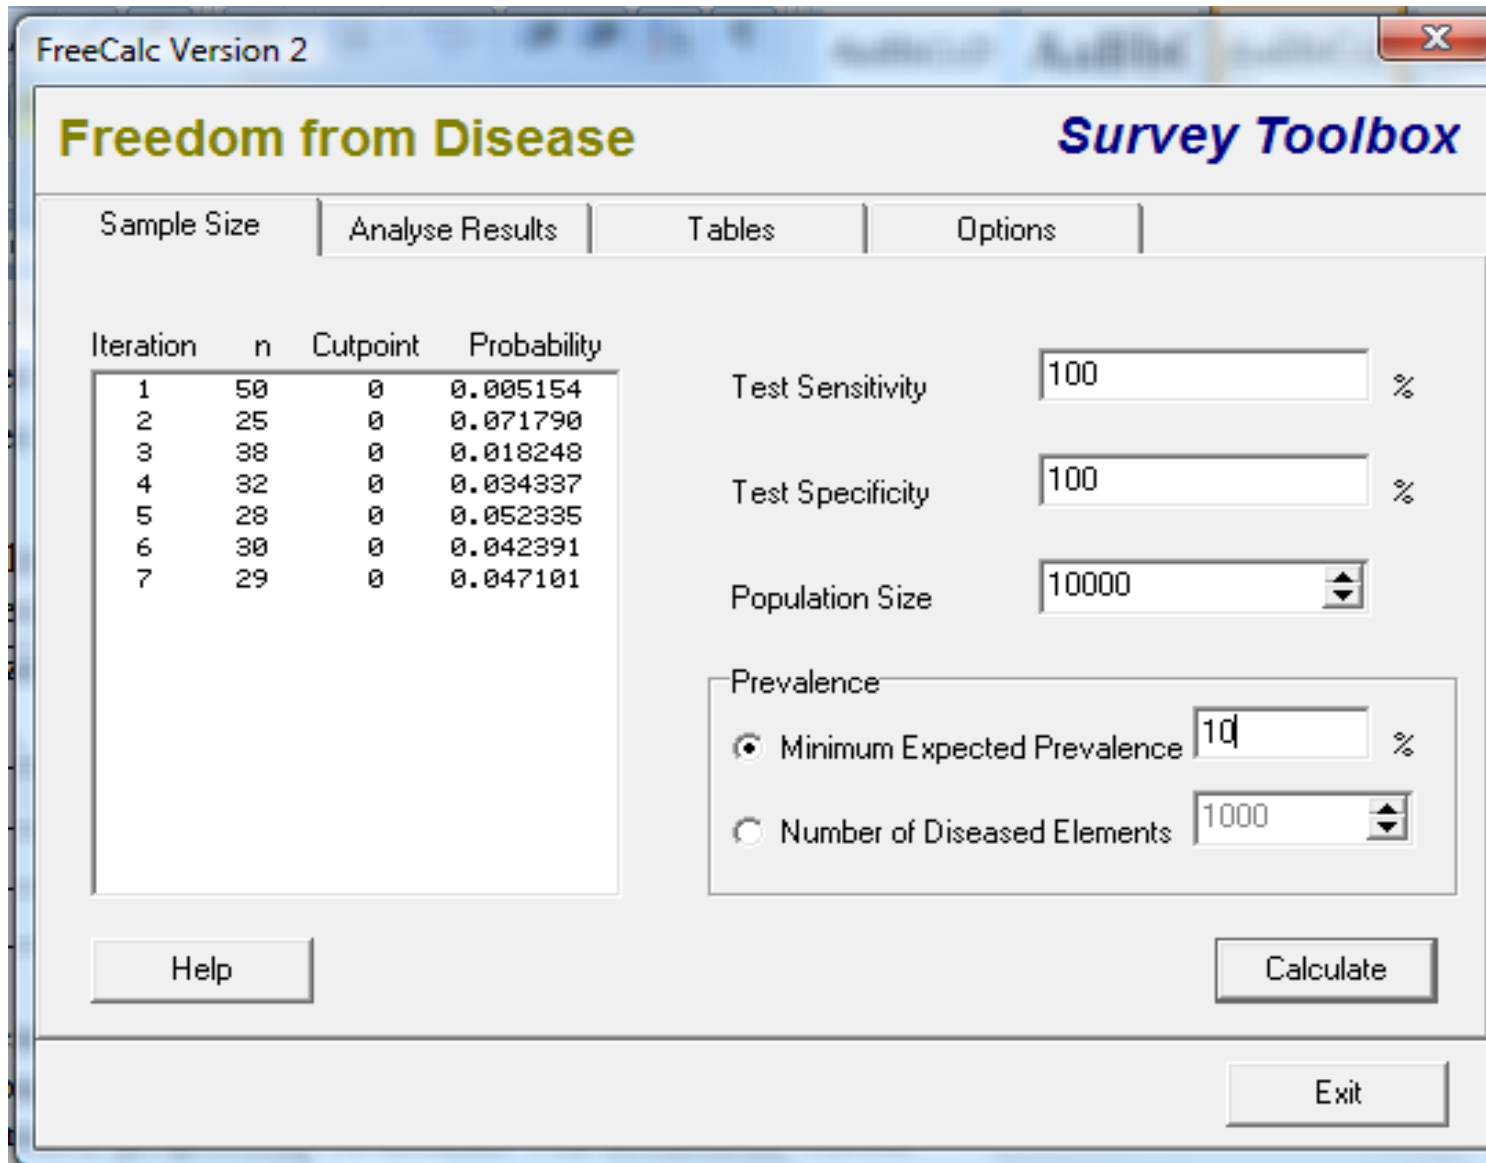 FreeCalc Version 2
Freedom from Disease
Survey Toolbox
Sample Size Analyse Results Tables Options
Iteration n Cutpoint Probability
1 50 0 0.005154
2 25 0 0.071790
3 38 0 0.018248
4 32 0 0.034337
5 28 0 0.052335
6 30 0 0.042391
7 29 0 0.047101
Test Sensitivity 100 %
Test Specificity 100 %
Population Size 10000
Prevalence
Minimum Expected Prevalence 10 %
Number of Diseased Elements 1000
Help
Calculate
Exit